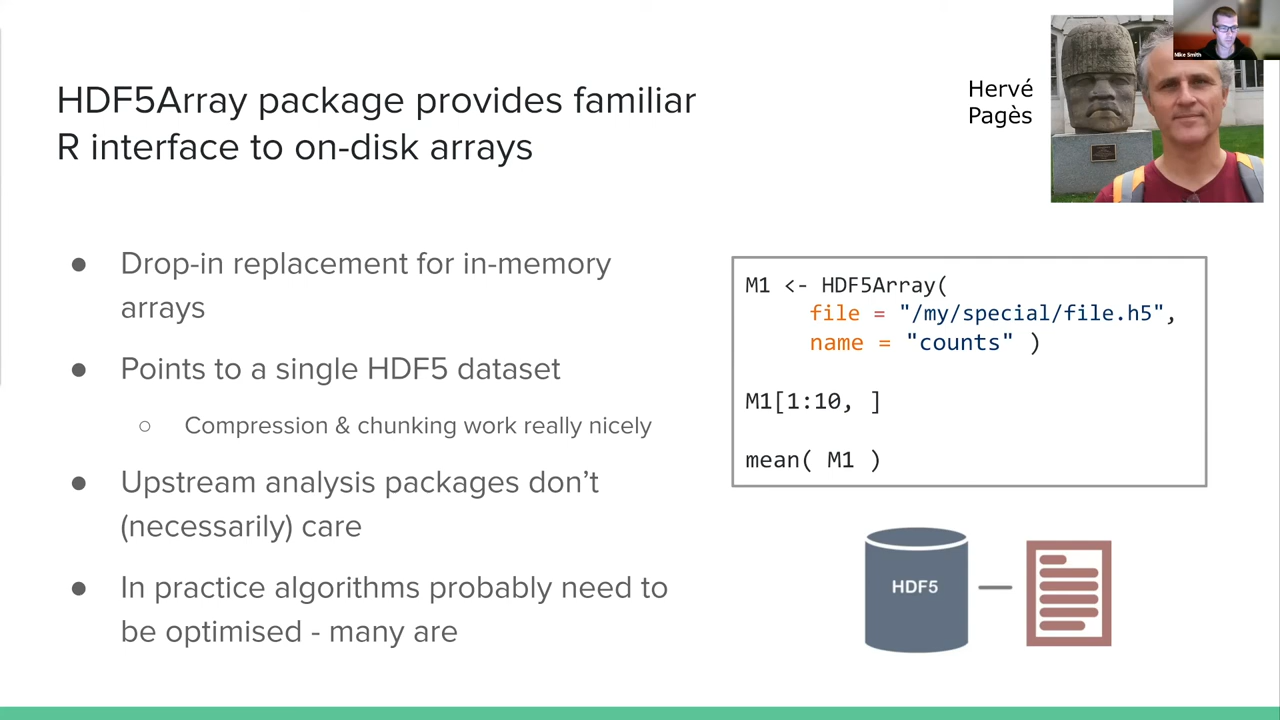 HDF5Array package provides familiar
R interface to on-disk arrays
Hervé
Pagès
Mike Smith
● Drop-in replacement for in-memory
arrays
● Points to a single HDF5 dataset
○ Compression & chunking work really nicely
● Upstream analysis packages don’t
(necessarily) care
● In practice algorithms probably need to
be optimised - many are
M1 <- HDF5Array(
file = "/my/special/file.h5",
name = "counts" )
M1[1:10, ]
mean( M1 )
HDF5